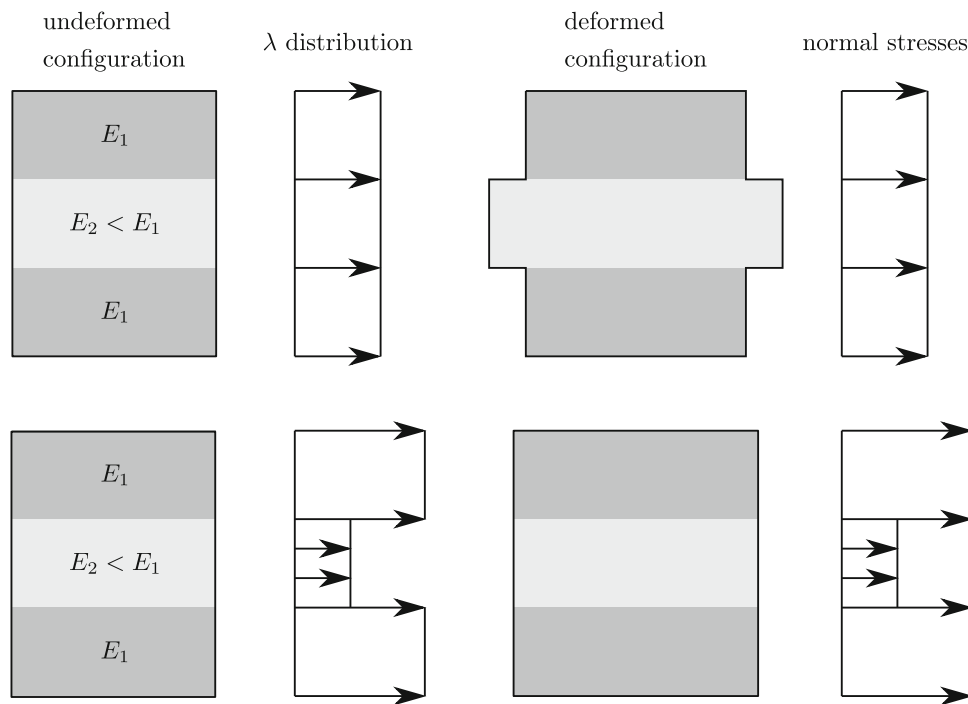 undeformed
configuration
λ distribution
deformed
configuration
normal stresses
E₁
E₂ < E₁
E₁
E₁
E₂ < E₁
E₁